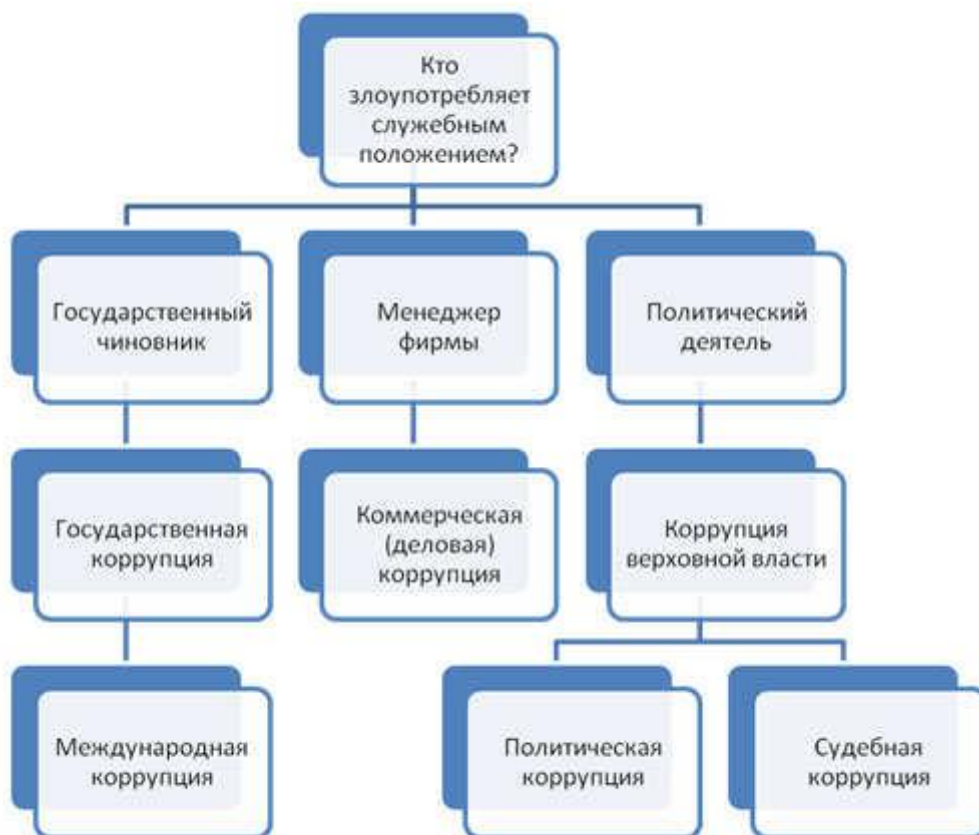 Кто
злоупотребляет
служебным
положением?
Государственный
чиновник
Менеджер
фирмы
Политический
деятель
Государственная
коррупция
Коммерческая
(деловая)
коррупция
Коррупция
верховной власти
Международная
коррупция
Политическая
коррупция
Судебная
коррупция